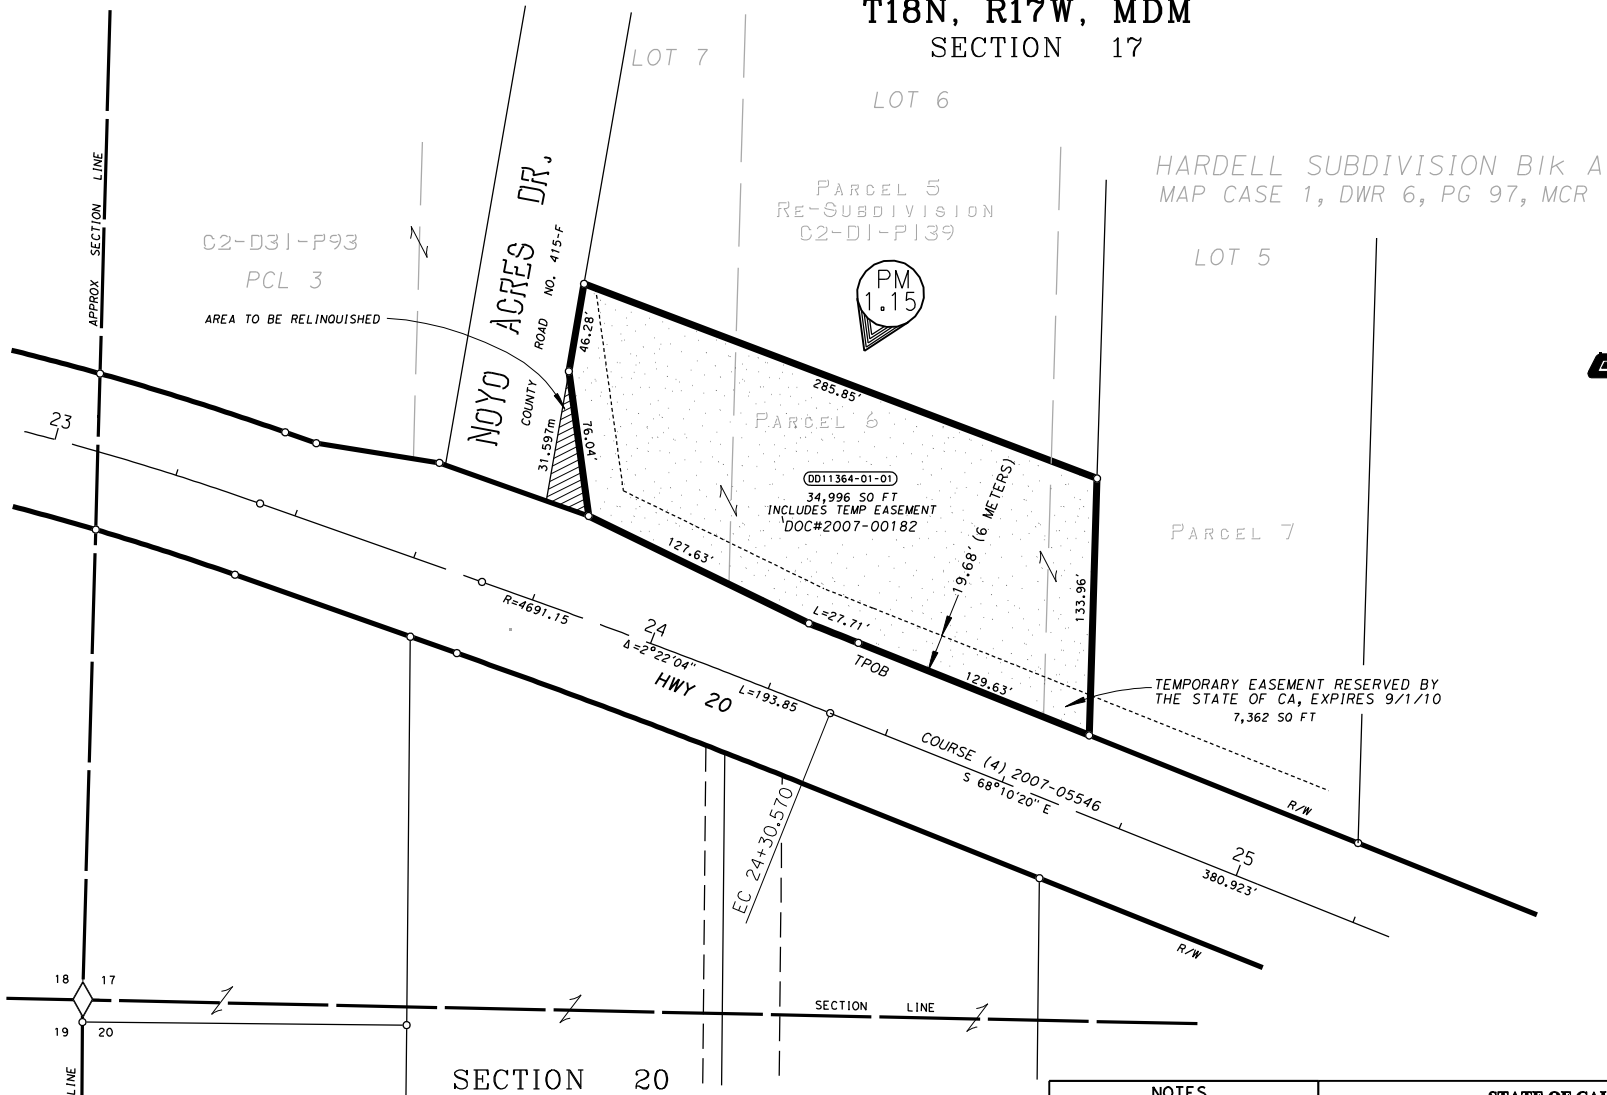 T18N, R17W, MDM
SECTION 17
LOT 7
LOT 6
HARDELL SUBDIVISION Blk A
MAP CASE 1, DWR 6, PG 97, MCR
LOT 5
PARCEL 5
RE-SUBDIVISION
C2-D1-P139
PM
1.15
C2-D31-P93
PCL 3
APPROX SECTION LINE
AREA TO BE RELINQUISHED
NOYO ACRES DR.
COUNTY ROAD NO. 415-F
46.28'
76.04'
31.597m
285.85'
PARCEL 6
DD11364-01-01
34,996 SQ FT
INCLUDES TEMP EASEMENT
DOC#2007-00182
19.68' (6 METERS)
133.96'
PARCEL 7
127.63'
L=27.71'
TPOB
129.63'
TEMPORARY EASEMENT RESERVED BY
THE STATE OF CA, EXPIRES 9/1/10
7,362 SQ FT
23
R=4691.15
24
Δ=2°22'04"
L=193.85
HWY 20
COURSE (4) 2007-05546
S 68°10'20" E
EC 24+30.570
25
380.923'
R/W
R/W
18 17
19 20
SECTION LINE
LINE
SECTION 20
NOTES
STATE OF CAL